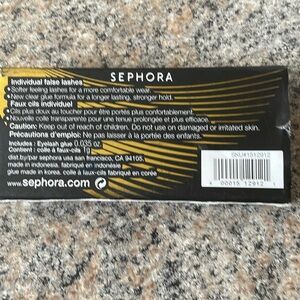 SEPHORA
Individual false lashes
• Softer feeling lashes for a more comfortable wear.
• New clear glue formula for a longer lasting, stronger hold.
Faux cils individuel
• Cils plus doux au toucher pour être portés plus confortablement.
• Nouvelle colle transparente pour une tenue prolongée et plus efficace.
Caution: Keep out of reach of children. Do not use on damaged or irritated skin.
Précautions d'emploi: Ne pas laisser à la portée des enfants.
Includes : Eyelash glue 0.035 oz.
Contient : colle à faux-cils 1g
dist.by/par sephora usa san francisco, CA 94105.
made in indonesia. fabriqué en indonésie
glue made in korea. colle à faux-cils fabriqué en corée
www.sephora.com
4 00015 12912 1